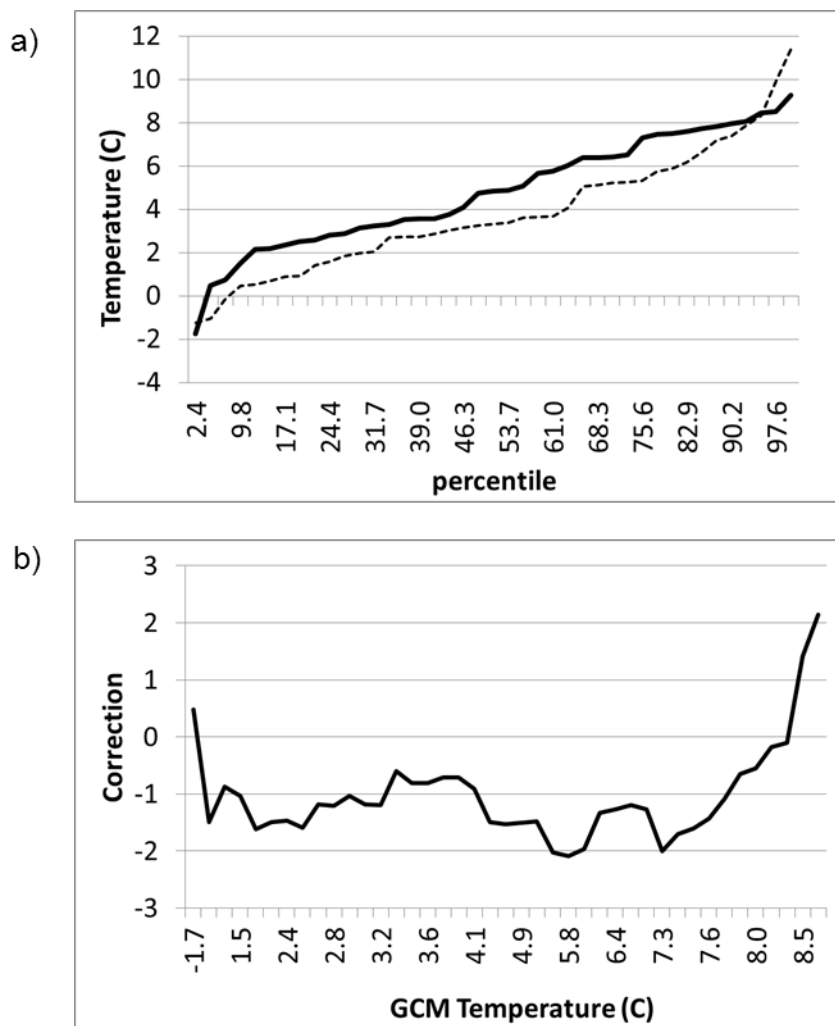 a)
12
10
8
6
4
2
0
-2
-4
Temperature (C)
2.4 9.8 17.1 24.4 31.7 39.0 46.3 53.7 61.0 68.3 75.6 82.9 90.2 97.6
percentile
b)
3
2
1
0
-1
-2
-3
Correction
-1.7 1.5 2.4 2.8 3.2 3.6 4.1 4.9 5.8 6.4 7.3 7.6 8.0 8.5
GCM Temperature (C)